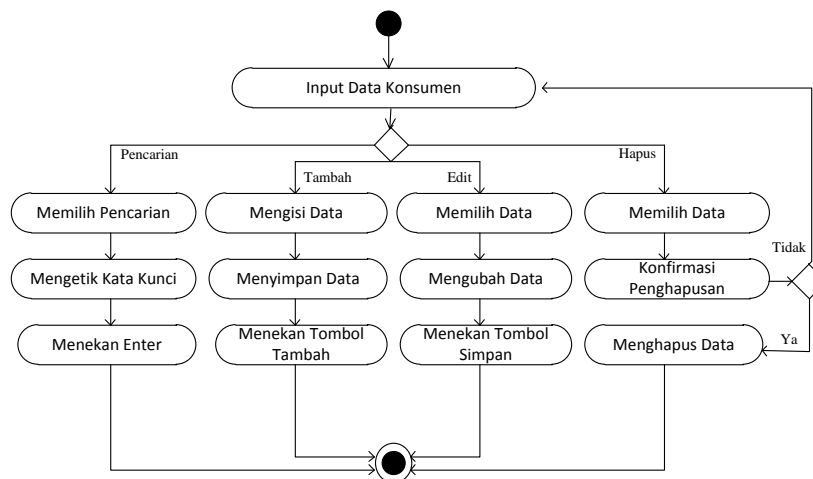 Input Data Konsumen
Pencarian
Tambah
Edit
Hapus
Memilih Pencarian
Mengisi Data
Memilih Data
Memilih Data
Tidak
Mengetik Kata Kunci
Menyimpan Data
Mengubah Data
Konfirmasi
Penghapusan
Menekan Enter
Menekan Tombol
Tambah
Menekan Tombol
Simpan
Menghapus Data
Ya